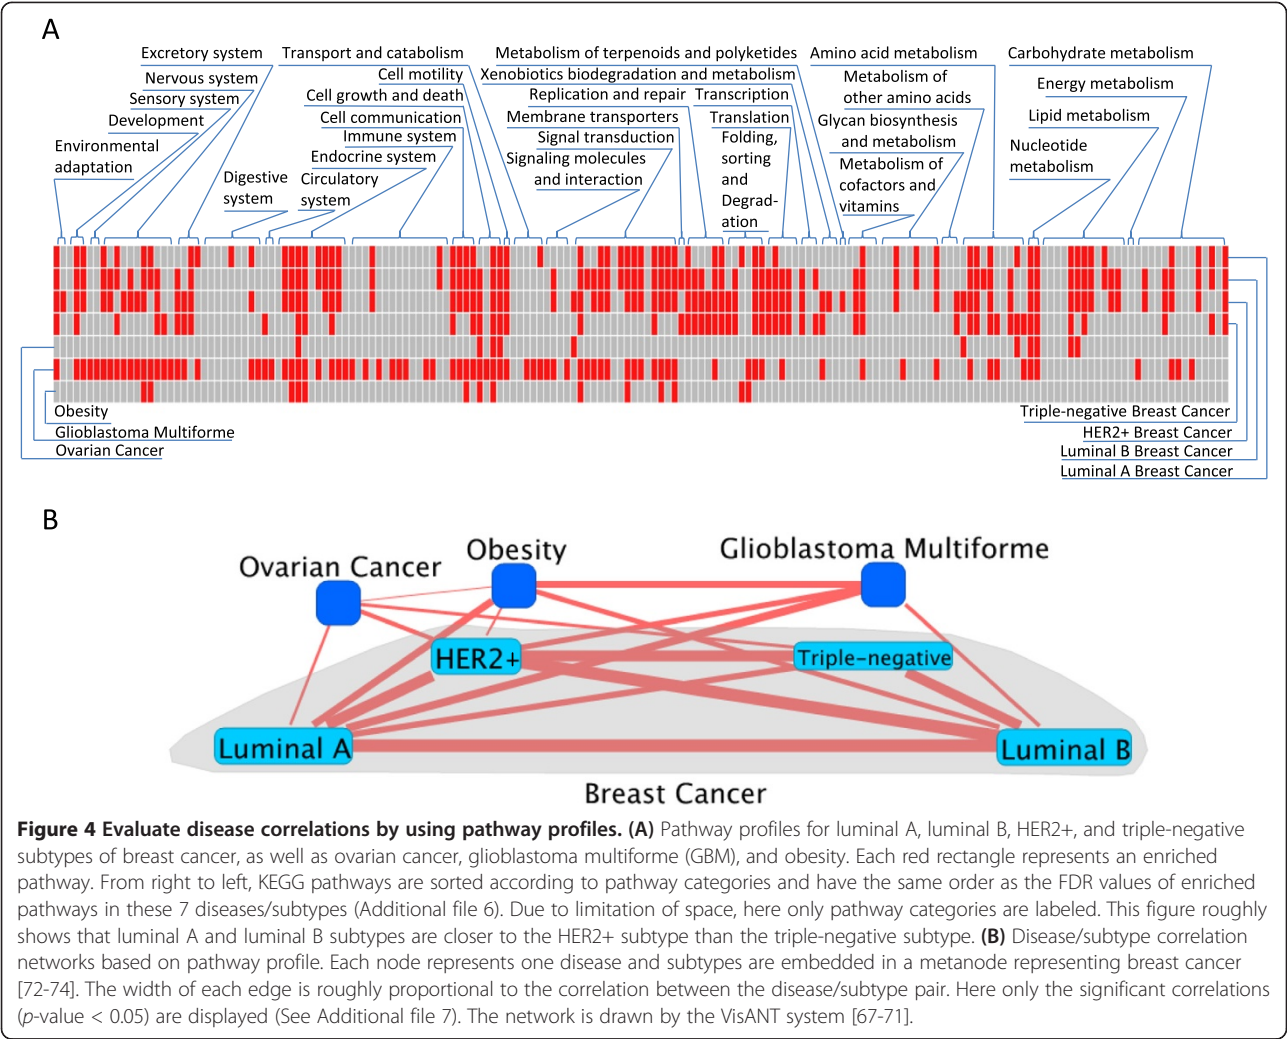 A
Excretory system
Transport and catabolism
Metabolism of terpenoids and polyketides
Amino acid metabolism
Carbohydrate metabolism
Nervous system
Cell motility
Xenobiotics biodegradation and metabolism
Metabolism of
other amino acids
Energy metabolism
Sensory system
Cell growth and death
Replication and repair
Transcription
Development
Cell communication
Membrane transporters
Translation
Glycan biosynthesis
and metabolism
Lipid metabolism
Environmental
adaptation
Immune system
Signal transduction
Folding,
sorting
and
Degrad-
ation
Nucleotide
metabolism
Endocrine system
Signaling molecules
and interaction
Metabolism of
cofactors and
vitamins
Digestive
system
Circulatory
system
Obesity
Glioblastoma Multiforme
Ovarian Cancer
Triple-negative Breast Cancer
HER2+ Breast Cancer
Luminal B Breast Cancer
Luminal A Breast Cancer
B
Ovarian Cancer
Obesity
Glioblastoma Multiforme
HER2+
Triple-negative
Luminal A
Luminal B
Breast Cancer
Figure 4 Evaluate disease correlations by using pathway profiles. (A) Pathway profiles for luminal A, luminal B, HER2+, and triple-negative
subtypes of breast cancer, as well as ovarian cancer, glioblastoma multiforme (GBM), and obesity. Each red rectangle represents an enriched
pathway. From right to left, KEGG pathways are sorted according to pathway categories and have the same order as the FDR values of enriched
pathways in these 7 diseases/subtypes (Additional file 6). Due to limitation of space, here only pathway categories are labeled. This figure roughly
shows that luminal A and luminal B subtypes are closer to the HER2+ subtype than the triple-negative subtype. (B) Disease/subtype correlation
networks based on pathway profile. Each node represents one disease and subtypes are embedded in a metanode representing breast cancer
[72-74]. The width of each edge is roughly proportional to the correlation between the disease/subtype pair. Here only the significant correlations
(p-value < 0.05) are displayed (See Additional file 7). The network is drawn by the VisANT system [67-71].